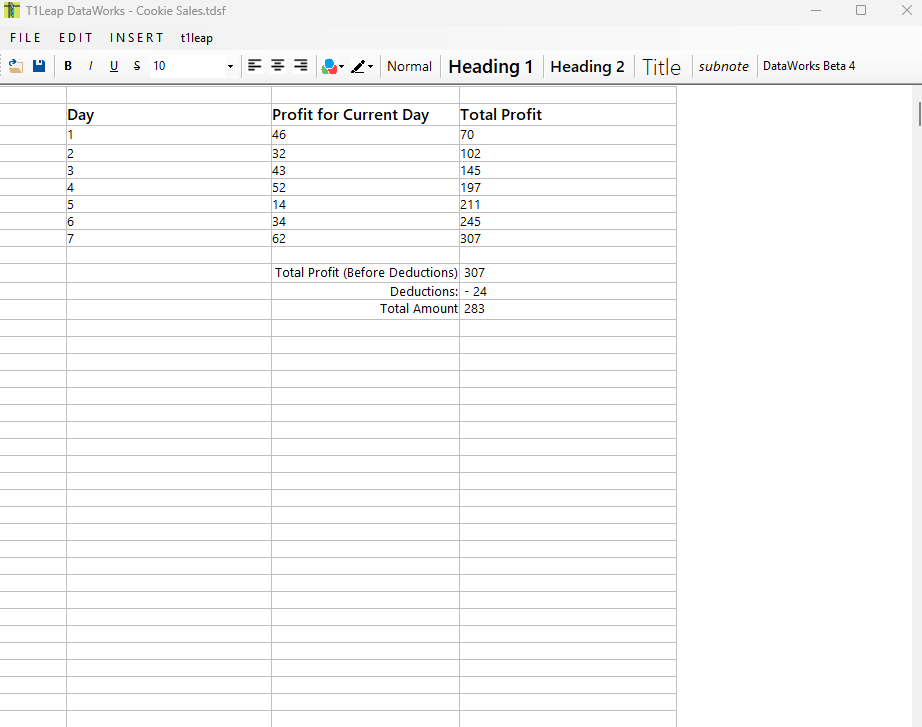 T1Leap DataWorks - Cookie Sales.tdsf
FILE EDIT INSERT t1leap
B I U S 10 Normal Heading 1 Heading 2 Title subnote DataWorks Beta 4
Day Profit for Current Day Total Profit
1 46 70
2 32 102
3 43 145
4 52 197
5 14 211
6 34 245
7 62 307
Total Profit (Before Deductions) 307
Deductions: - 24
Total Amount 283